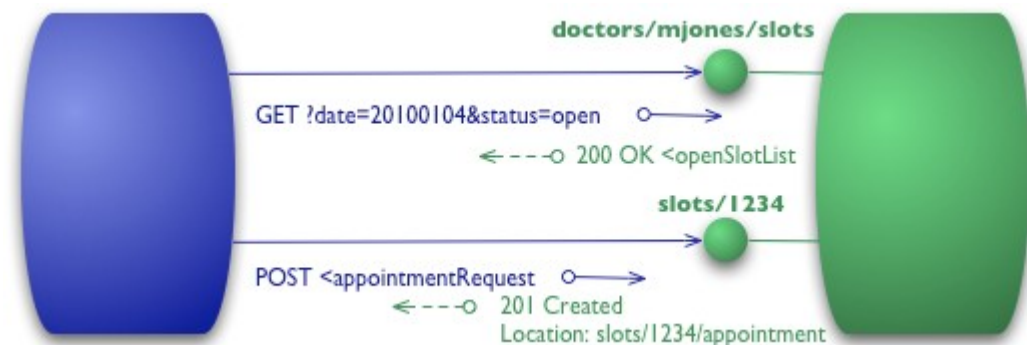 doctors/mjones/slots
GET ?date=20100104&status=open
200 OK <openSlotList
slots/1234
POST <appointmentRequest
201 Created
Location: slots/1234/appointment